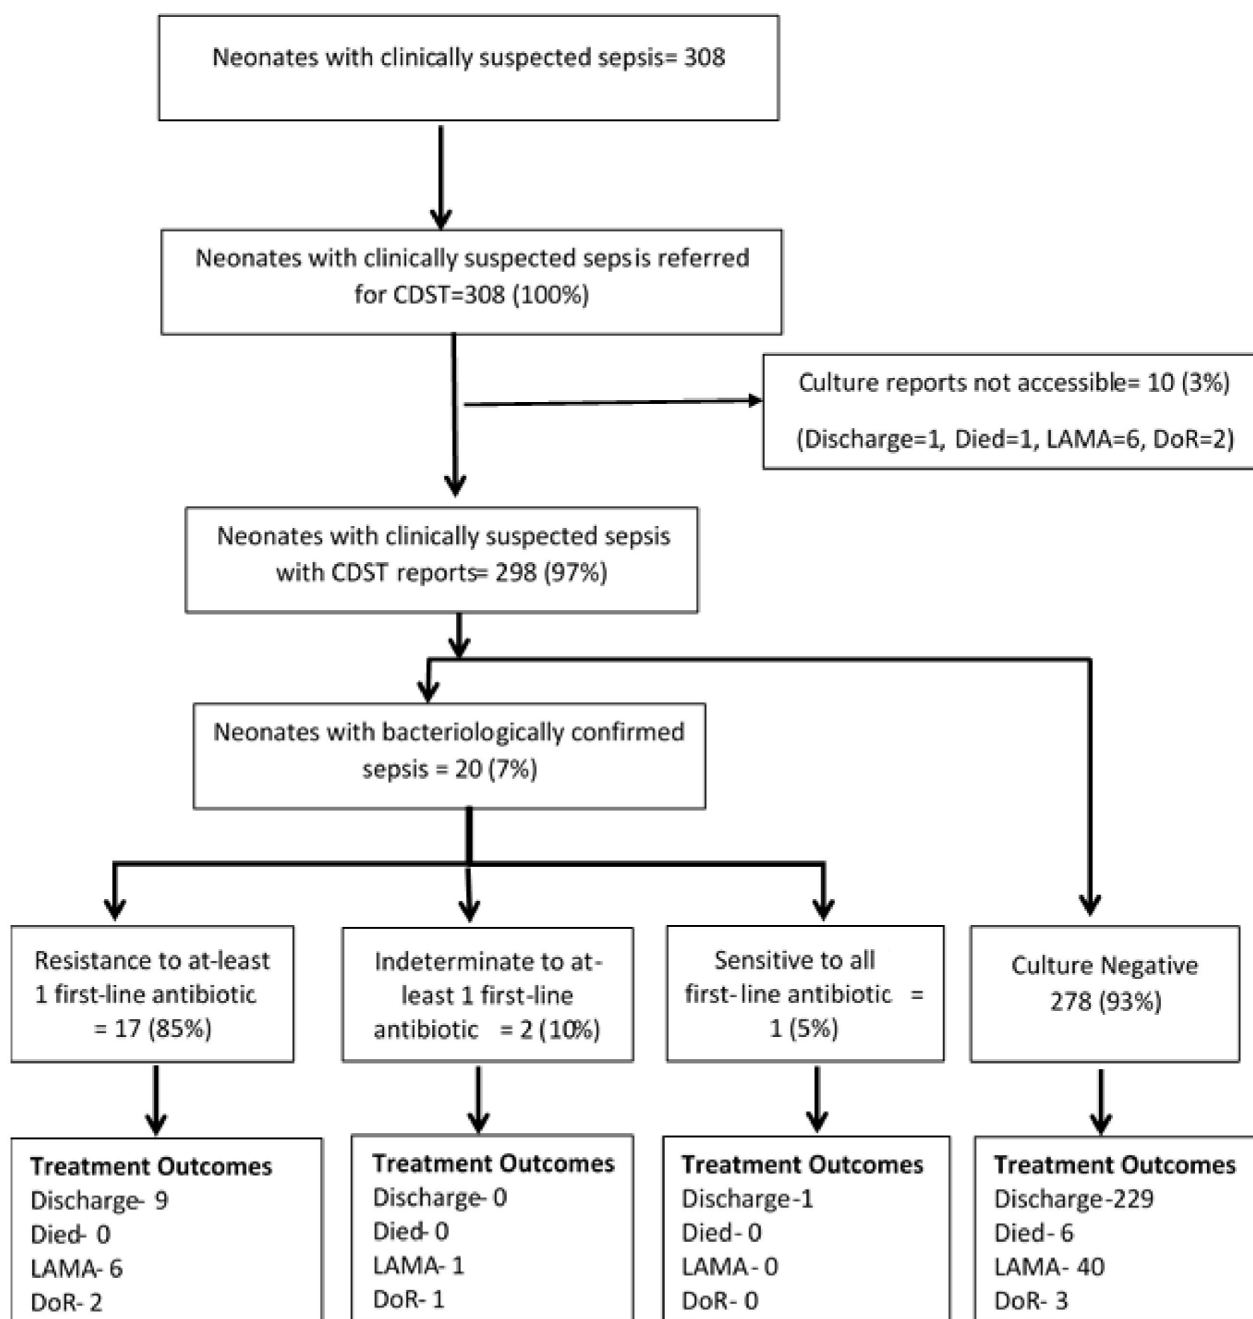 Neonates with clinically suspected sepsis= 308
Neonates with clinically suspected sepsis referred
for CDST=308 (100%)
Culture reports not accessible= 10 (3%)
(Discharge=1, Died=1, LAMA=6, DoR=2)
Neonates with clinically suspected sepsis
with CDST reports= 298 (97%)
Neonates with bacteriologically confirmed
sepsis = 20 (7%)
Resistance to at-least
1 first-line antibiotic
= 17 (85%)
Indeterminate to at-
least 1 first-line
antibiotic = 2 (10%)
Sensitive to all
first-line antibiotic =
1 (5%)
Culture Negative
278 (93%)
Treatment Outcomes
Discharge- 9
Died- 0
LAMA- 6
DoR- 2
Treatment Outcomes
Discharge- 0
Died- 0
LAMA- 1
DoR- 1
Treatment Outcomes
Discharge-1
Died- 0
LAMA- 0
DoR- 0
Treatment Outcomes
Discharge-229
Died- 6
LAMA- 40
DoR- 3